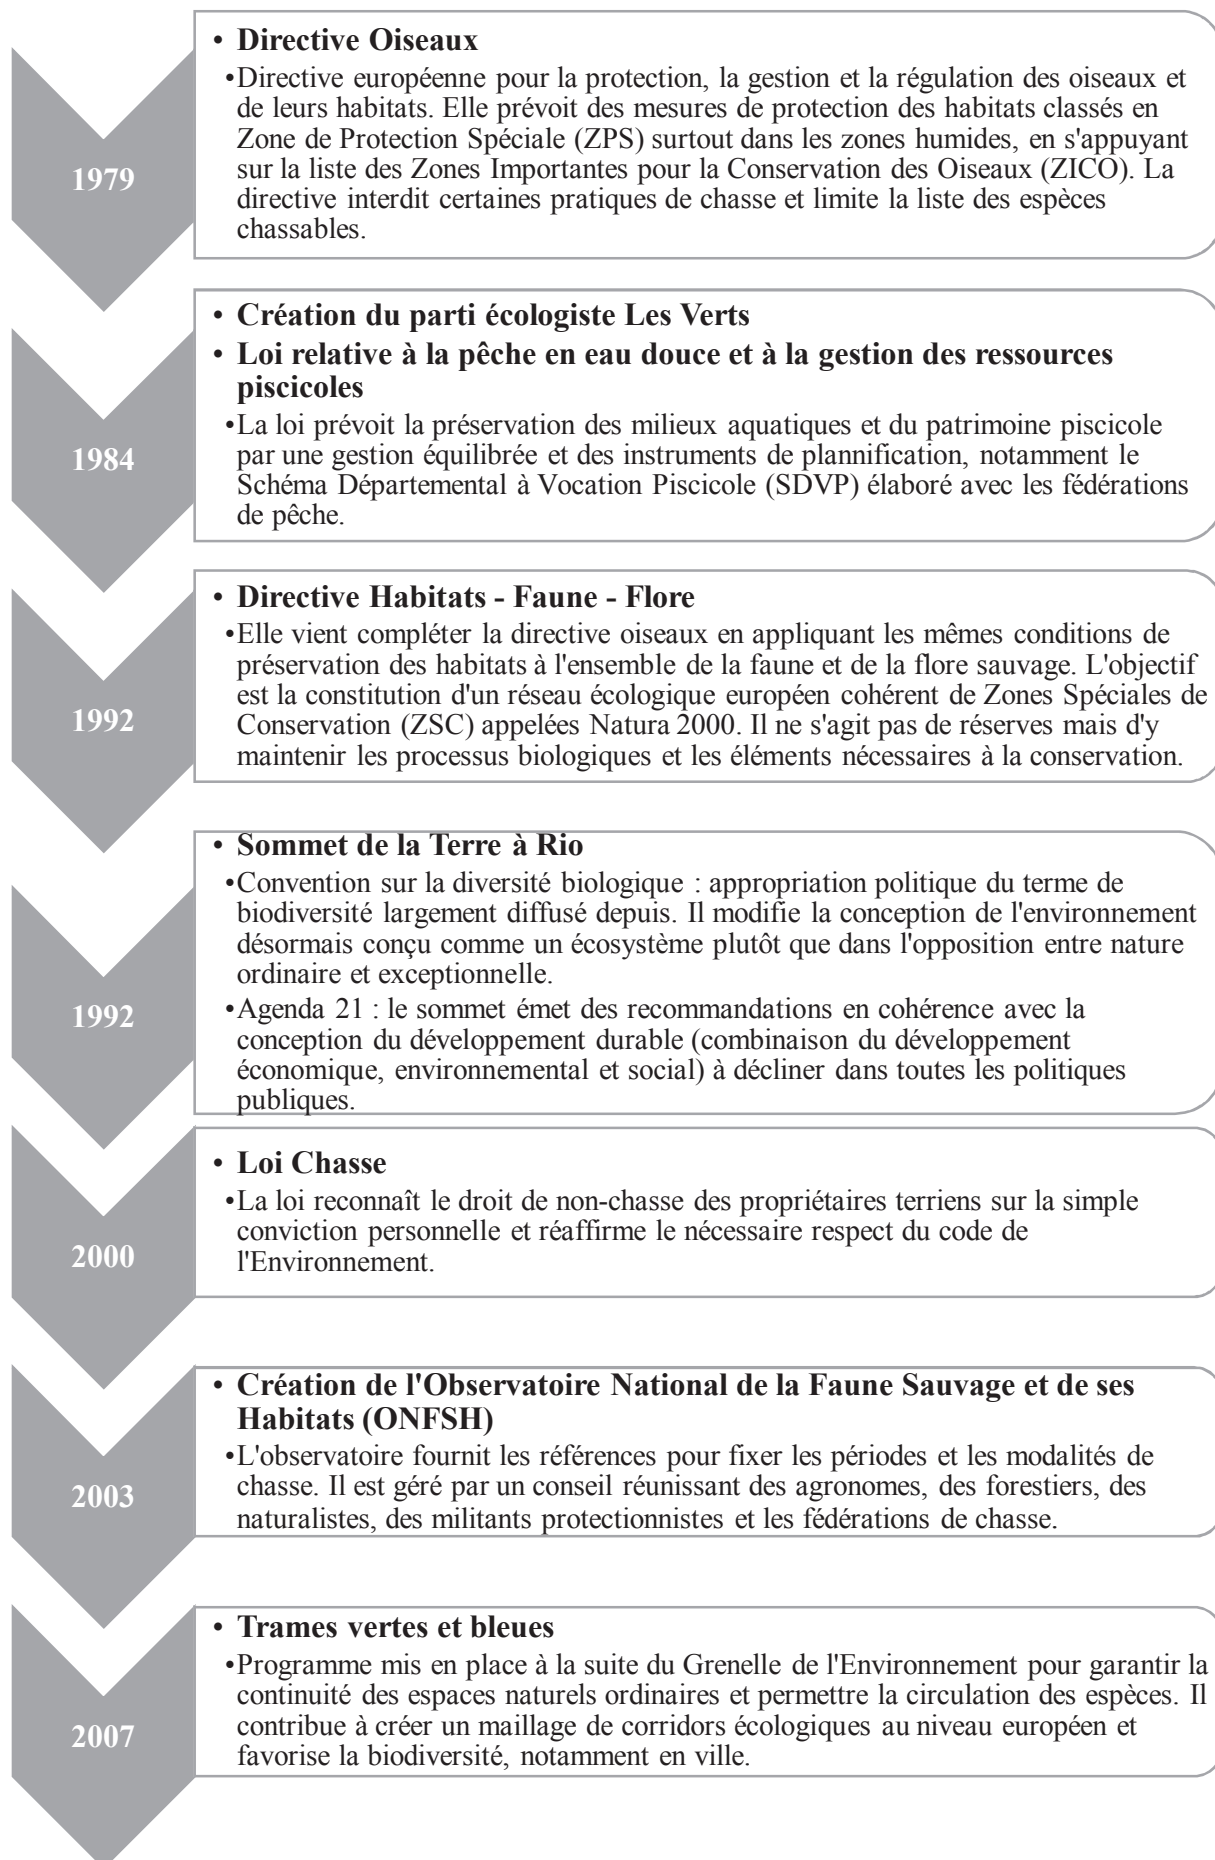 • Directive Oiseaux
•Directive européenne pour la protection, la gestion et la régulation des oiseaux et
de leurs habitats. Elle prévoit des mesures de protection des habitats classés en
Zone de Protection Spéciale (ZPS) surtout dans les zones humides, en s'appuyant
sur la liste des Zones Importantes pour la Conservation des Oiseaux (ZICO). La
directive interdit certaines pratiques de chasse et limite la liste des espèces
chassables.
1979
• Création du parti écologiste Les Verts
• Loi relative à la pêche en eau douce et à la gestion des ressources
piscicoles
•La loi prévoit la préservation des milieux aquatiques et du patrimoine piscicole
par une gestion équilibrée et des instruments de plannification, notamment le
Schéma Départemental à Vocation Piscicole (SDVP) élaboré avec les fédérations
de pêche.
1984
• Directive Habitats - Faune - Flore
•Elle vient compléter la directive oiseaux en appliquant les mêmes conditions de
préservation des habitats à l'ensemble de la faune et de la flore sauvage. L'objectif
est la constitution d'un réseau écologique européen cohérent de Zones Spéciales de
Conservation (ZSC) appelées Natura 2000. Il ne s'agit pas de réserves mais d'y
maintenir les processus biologiques et les éléments nécessaires à la conservation.
1992
• Sommet de la Terre à Rio
•Convention sur la diversité biologique : appropriation politique du terme de
biodiversité largement diffusé depuis. Il modifie la conception de l'environnement
désormais conçu comme un écosystème plutôt que dans l'opposition entre nature
ordinaire et exceptionnelle.
•Agenda 21 : le sommet émet des recommandations en cohérence avec la
conception du développement durable (combinaison du développement
économique, environnemental et social) à décliner dans toutes les politiques
publiques.
1992
• Loi Chasse
•La loi reconnaît le droit de non-chasse des propriétaires terriens sur la simple
conviction personnelle et réaffirme le nécessaire respect du code de
l'Environnement.
2000
• Création de l'Observatoire National de la Faune Sauvage et de ses
Habitats (ONFSH)
•L'observatoire fournit les références pour fixer les périodes et les modalités de
chasse. Il est géré par un conseil réunissant des agronomes, des forestiers, des
naturalistes, des militants protectionnistes et les fédérations de chasse.
2003
• Trames vertes et bleues
•Programme mis en place à la suite du Grenelle de l'Environnement pour garantir la
continuité des espaces naturels ordinaires et permettre la circulation des espèces. Il
contribue à créer un maillage de corridors écologiques au niveau européen et
favorise la biodiversité, notamment en ville.
2007